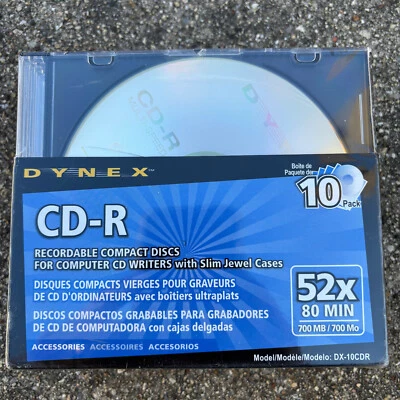 CD-R
DYNEX
DYNEX™
Boîte de
Paquete de:
10 Pack
CD-R
RECORDABLE COMPACT DISCS
FOR COMPUTER CD WRITERS with Slim Jewel Cases
DISQUES COMPACTS VIERGES POUR GRAVEURS
DE CD D'ORDINATEURS avec boîtiers ultraplats
DISCOS COMPACTOS GRABABLES PARA GRABADORES
DE CD DE COMPUTADORA con cajas delgadas
52x
80 MIN
700 MB / 700 Mo
ACCESSORIES ACCESSOIRES ACCESORIOS
Model/Modèle/Modelo: DX-10CDR